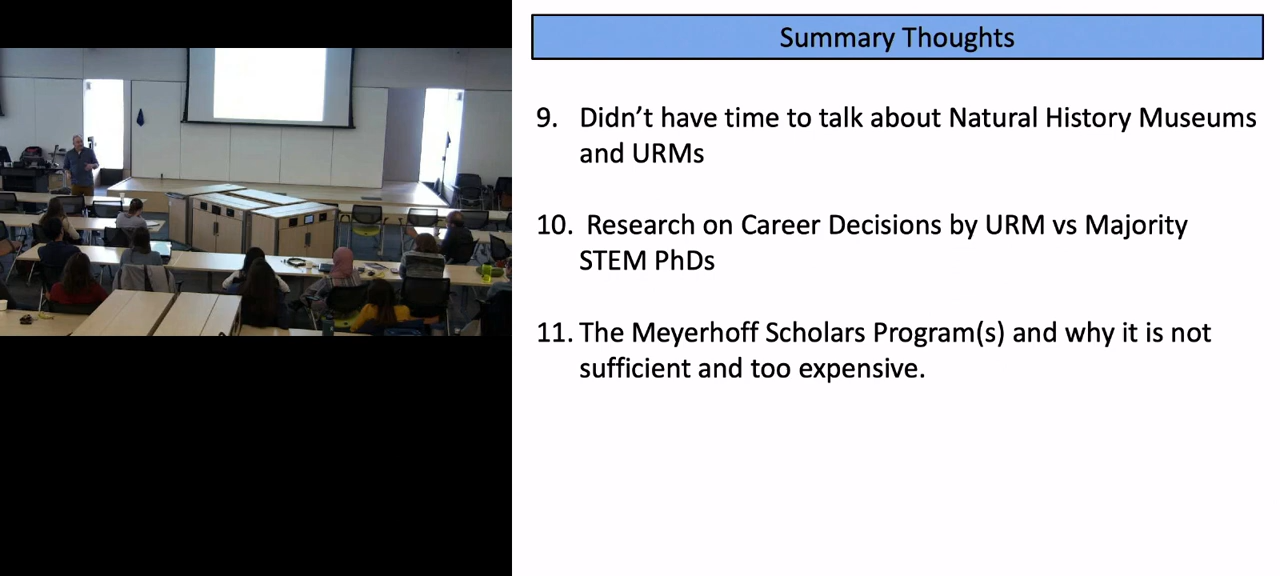 Summary Thoughts
9. Didn't have time to talk about Natural History Museums
and URMs
10. Research on Career Decisions by URM vs Majority
STEM PhDs
11. The Meyerhoff Scholars Program(s) and why it is not
sufficient and too expensive.